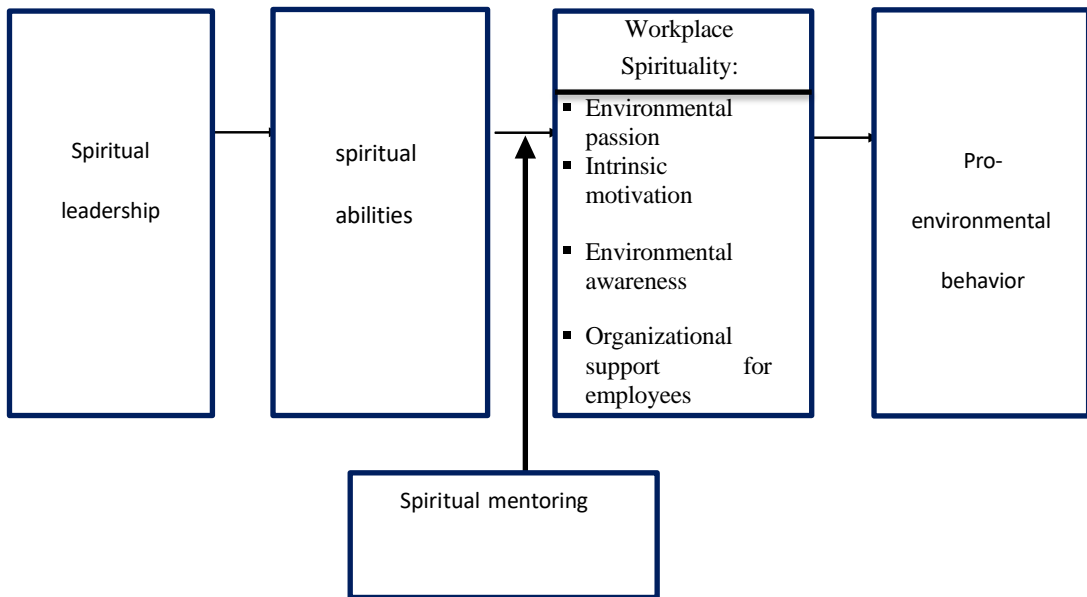 Spiritual
leadership
spiritual
abilities
Workplace
Spirituality:
▪ Environmental
passion
▪ Intrinsic
motivation
▪ Environmental
awareness
▪ Organizational
support for
employees
Pro-
environmental
behavior
Spiritual mentoring